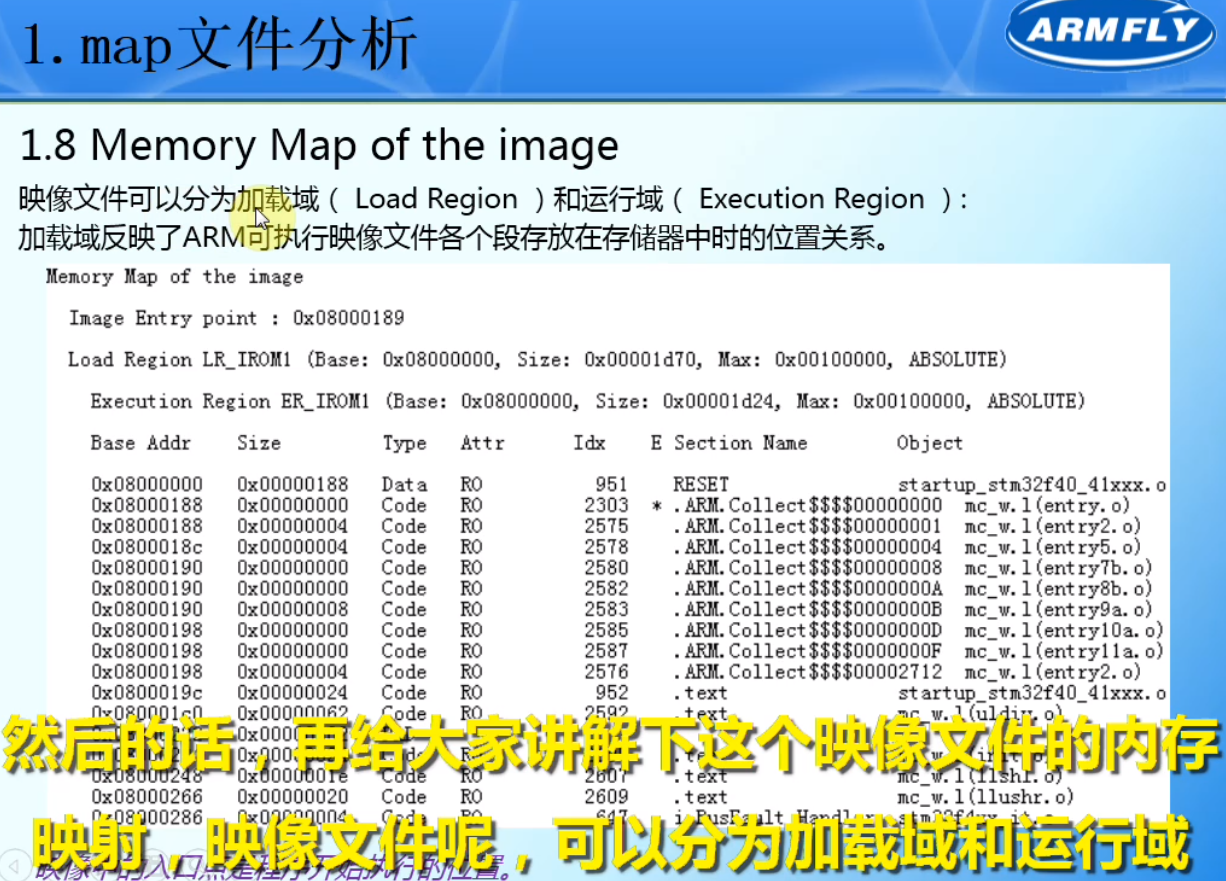 1.map文件分析
ARMFLY
1.8 Memory Map of the image
映像文件可以分为加载域（ Load Region ）和运行域（ Execution Region ）:
加载域反映了ARM可执行映像文件各个段存放在存储器中时的位置关系。
Memory Map of the image
Image Entry point : 0x08000189
Load Region LR_IROM1 (Base: 0x08000000, Size: 0x00001d70, Max: 0x00100000, ABSOLUTE)
Execution Region ER_IROM1 (Base: 0x08000000, Size: 0x00001d24, Max: 0x00100000, ABSOLUTE)
Base Addr Size Type Attr Idx E Section Name Object
0x08000000 0x00000188 Data RO 951 RESET startup_stm32f40_41xxx.o
0x08000188 0x00000000 Code RO 2303 * .ARM.Collect$$$$00000000 mc_w.l(entry.o)
0x08000188 0x00000004 Code RO 2575 .ARM.Collect$$$$00000001 mc_w.l(entry2.o)
0x0800018c 0x00000004 Code RO 2578 .ARM.Collect$$$$00000004 mc_w.l(entry5.o)
0x08000190 0x00000000 Code RO 2580 .ARM.Collect$$$$00000008 mc_w.l(entry7b.o)
0x08000190 0x00000000 Code RO 2582 .ARM.Collect$$$$0000000A mc_w.l(entry8b.o)
0x08000190 0x00000008 Code RO 2583 .ARM.Collect$$$$0000000B mc_w.l(entry9a.o)
0x08000198 0x00000000 Code RO 2585 .ARM.Collect$$$$0000000D mc_w.l(entry10a.o)
0x08000198 0x00000000 Code RO 2587 .ARM.Collect$$$$0000000F mc_w.l(entry11a.o)
0x08000198 0x00000004 Code RO 2576 .ARM.Collect$$$$00002712 mc_w.l(entry2.o)
0x0800019c 0x00000024 Code RO 952 .text startup_stm32f40_41xxx.o
0x080001c0 0x00000062 Code RO 2592 .text mc_w.l(uldiv.o)
然后的话，再给大家讲解下这个映像文件的内存
0x08000248 0x0000001e Code RO 2607 .text mc_w.l(llshl.o)
0x08000266 0x00000020 Code RO 2609 .text mc_w.l(llushr.o)
0x08000286 0x00000004 Code RO
映射，映像文件呢，可以分为加载域和运行域
映像中的入口点是程序开始执行的位置。